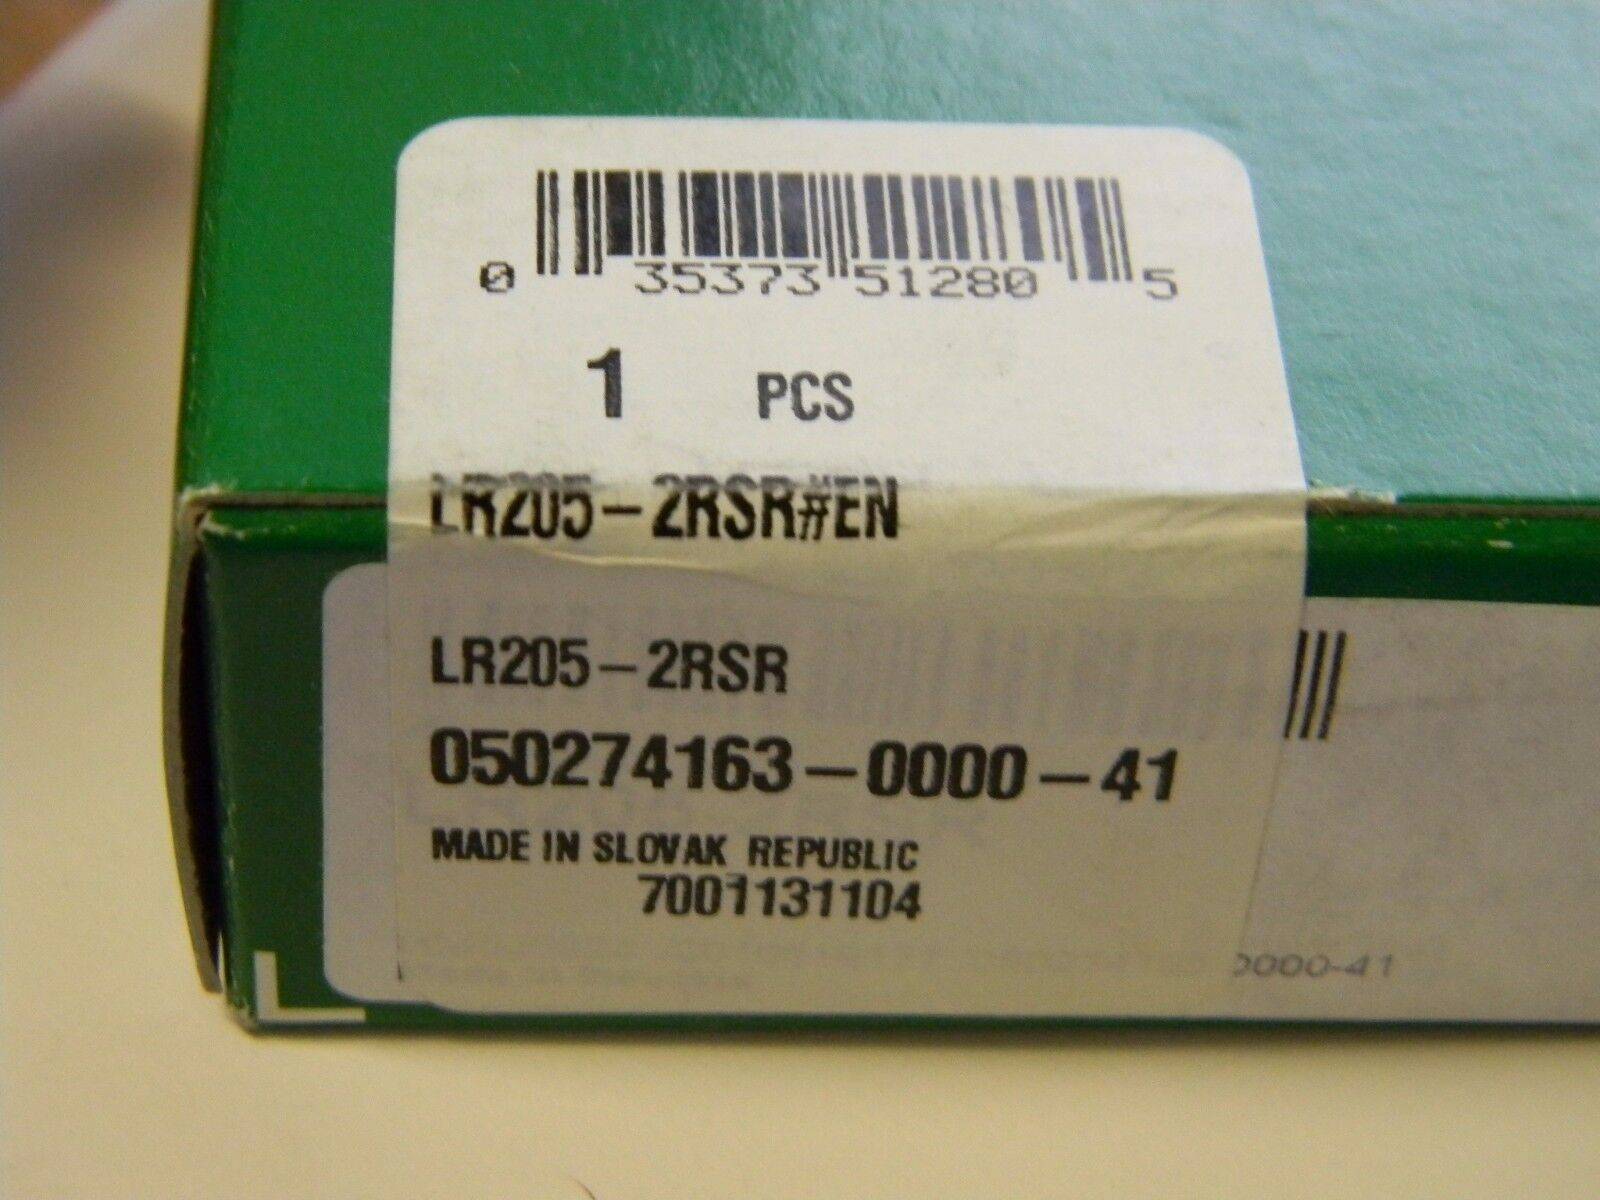 0 35373 51280 5
1 PCS
LR205-2RSR#EN
LR205-2RSR
050274163-0000-41
MADE IN SLOVAK REPUBLIC
7001131104
0000-41